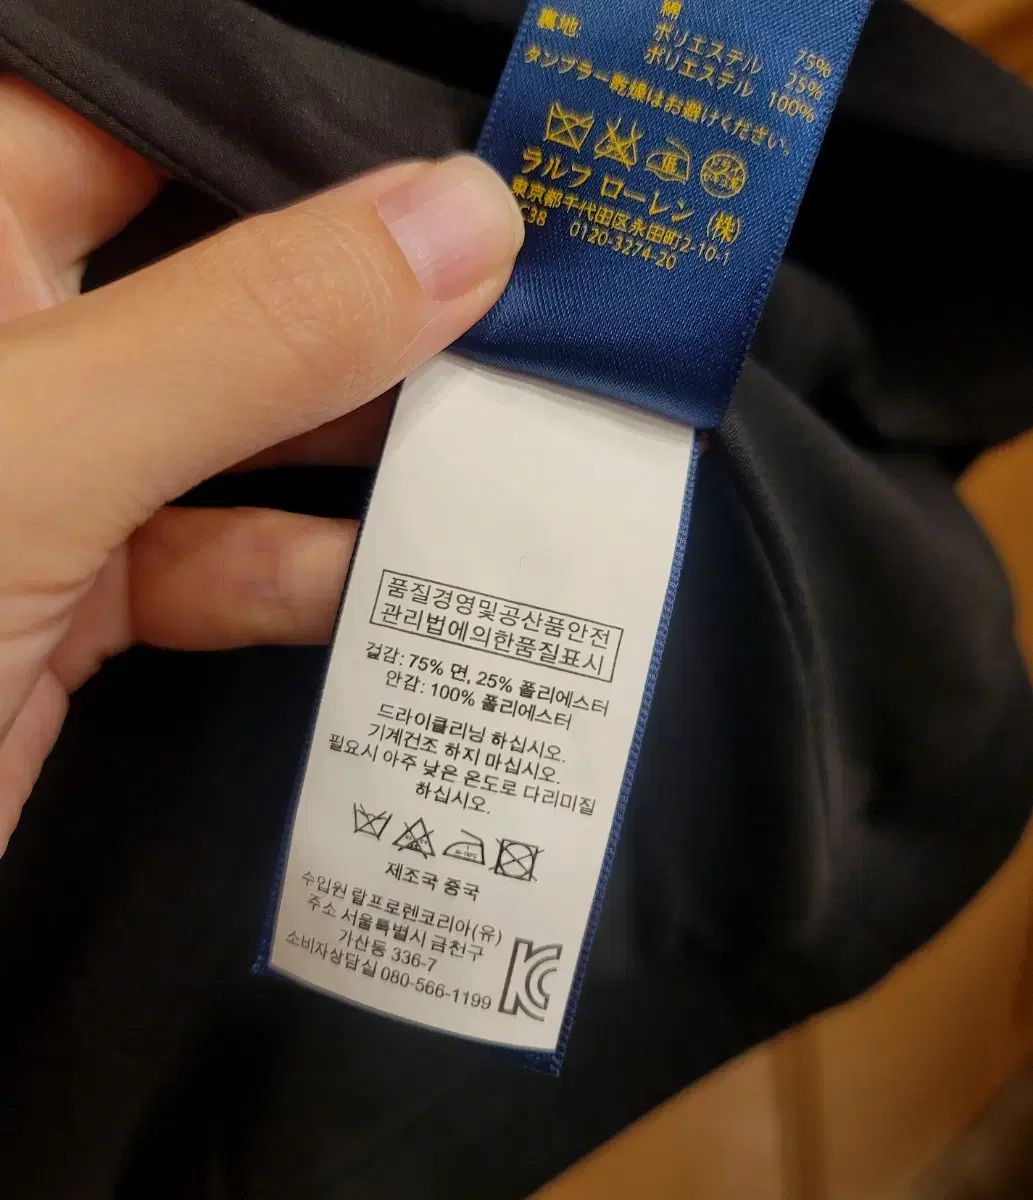 綿 75%
ポリエステル 25%
裏地 ポリエステル 100%
タンブラー乾燥はお避けください。
ラルフ ローレン (株)
東京都千代田区永田町2-10-1
0120-3274-20
품질경영및공산품안전
관리법에의한품질표시
겉감: 75% 면, 25% 폴리에스터
안감: 100% 폴리에스터
드라이클리닝 하십시오.
기계건조 하지 마십시오.
필요시 아주 낮은 온도로 다리미질
하십시오.
제조국 중국
수입원 랄프로렌코리아(유)
주소 서울특별시 금천구
가산동 336-7
소비자상담실 080-566-1199
KC